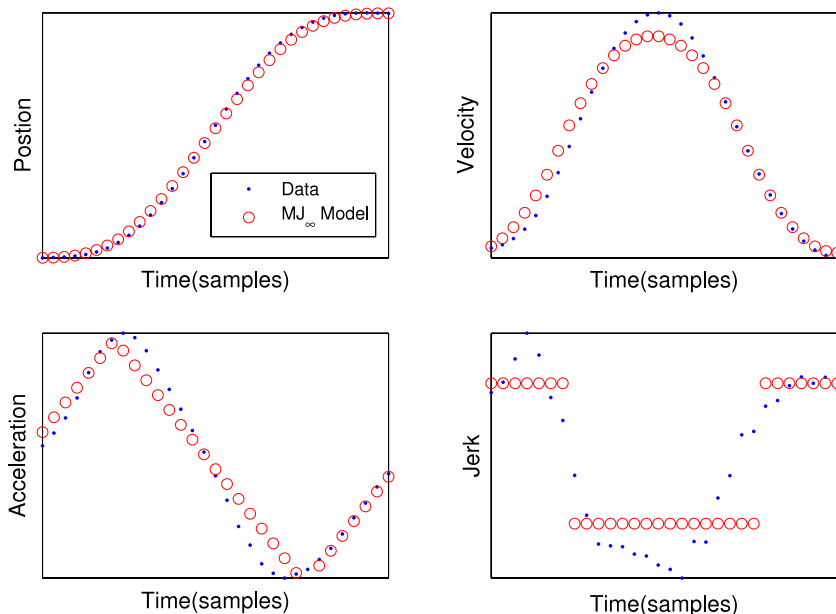 Postion
Data
MJ∞ Model
Time(samples)
Velocity
Time(samples)
Acceleration
Time(samples)
Jerk
Time(samples)